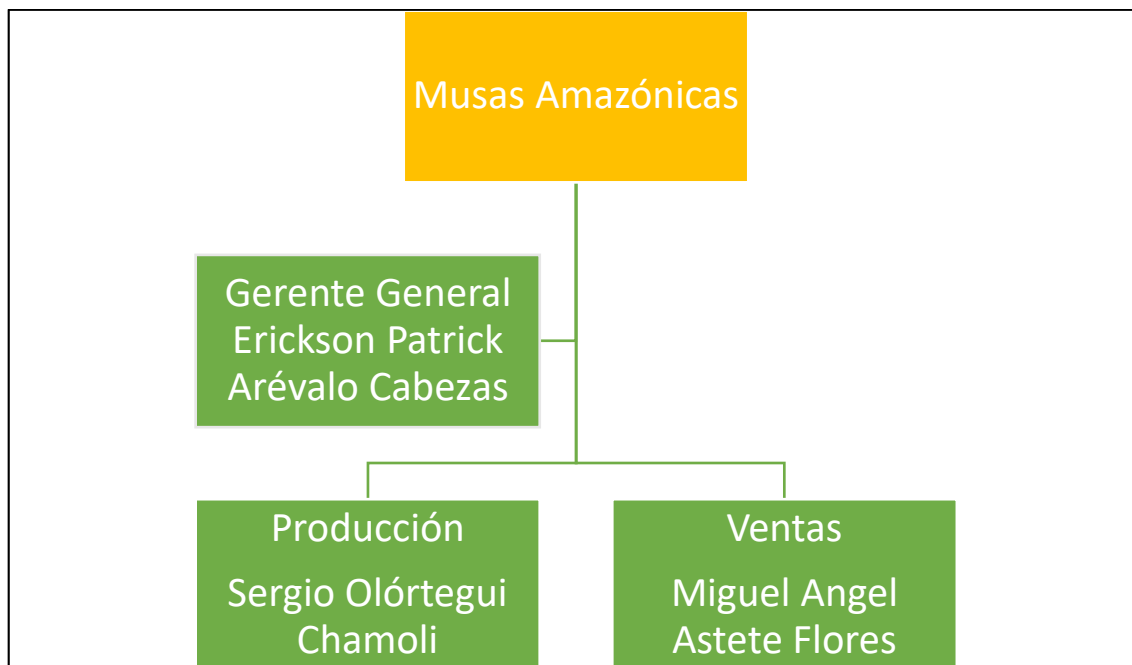 Musas Amazónicas
Gerente General
Erickson Patrick
Arévalo Cabezas
Producción
Sergio Olórtegui
Chamoli
Ventas
Miguel Angel
Astete Flores